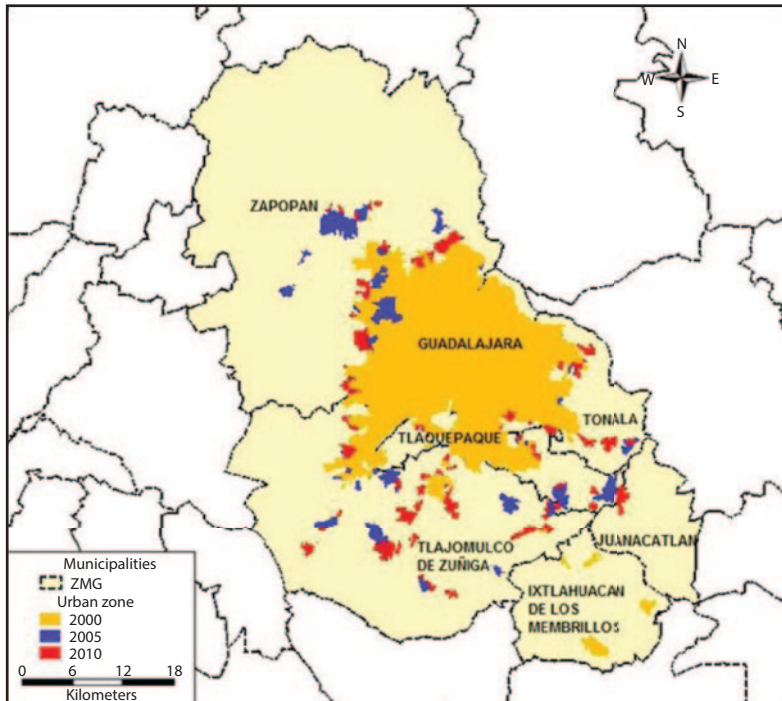 N
W E
S
ZAPOPAN
GUADALAJARA
TONALA
TLAQUEPAQUE
JUANACATLAN
TLAJOMULCO
DE ZUÑIGA
IXTLAHUACAN
DE LOS
MEMBRILLOS
Municipalities
ZMG
Urban zone
2000
2005
2010
0 6 12 18
Kilometers